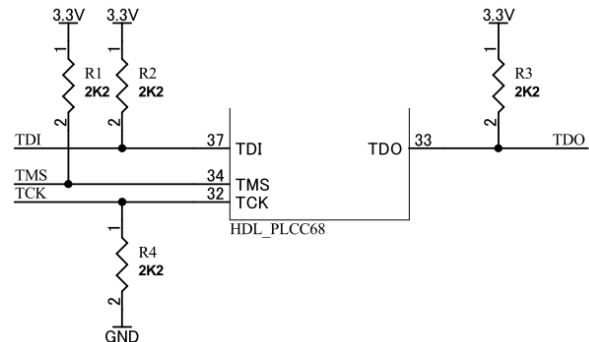 3.3V
3.3V
3.3V
1
1
1
R1
2K2
R2
2K2
R3
2K2
2
2
2
TDI
37
TDI
TDO
33
TDO
TMS
34
TMS
TCK
32
TCK
HDL_PLCC68
1
R4
2K2
2
GND